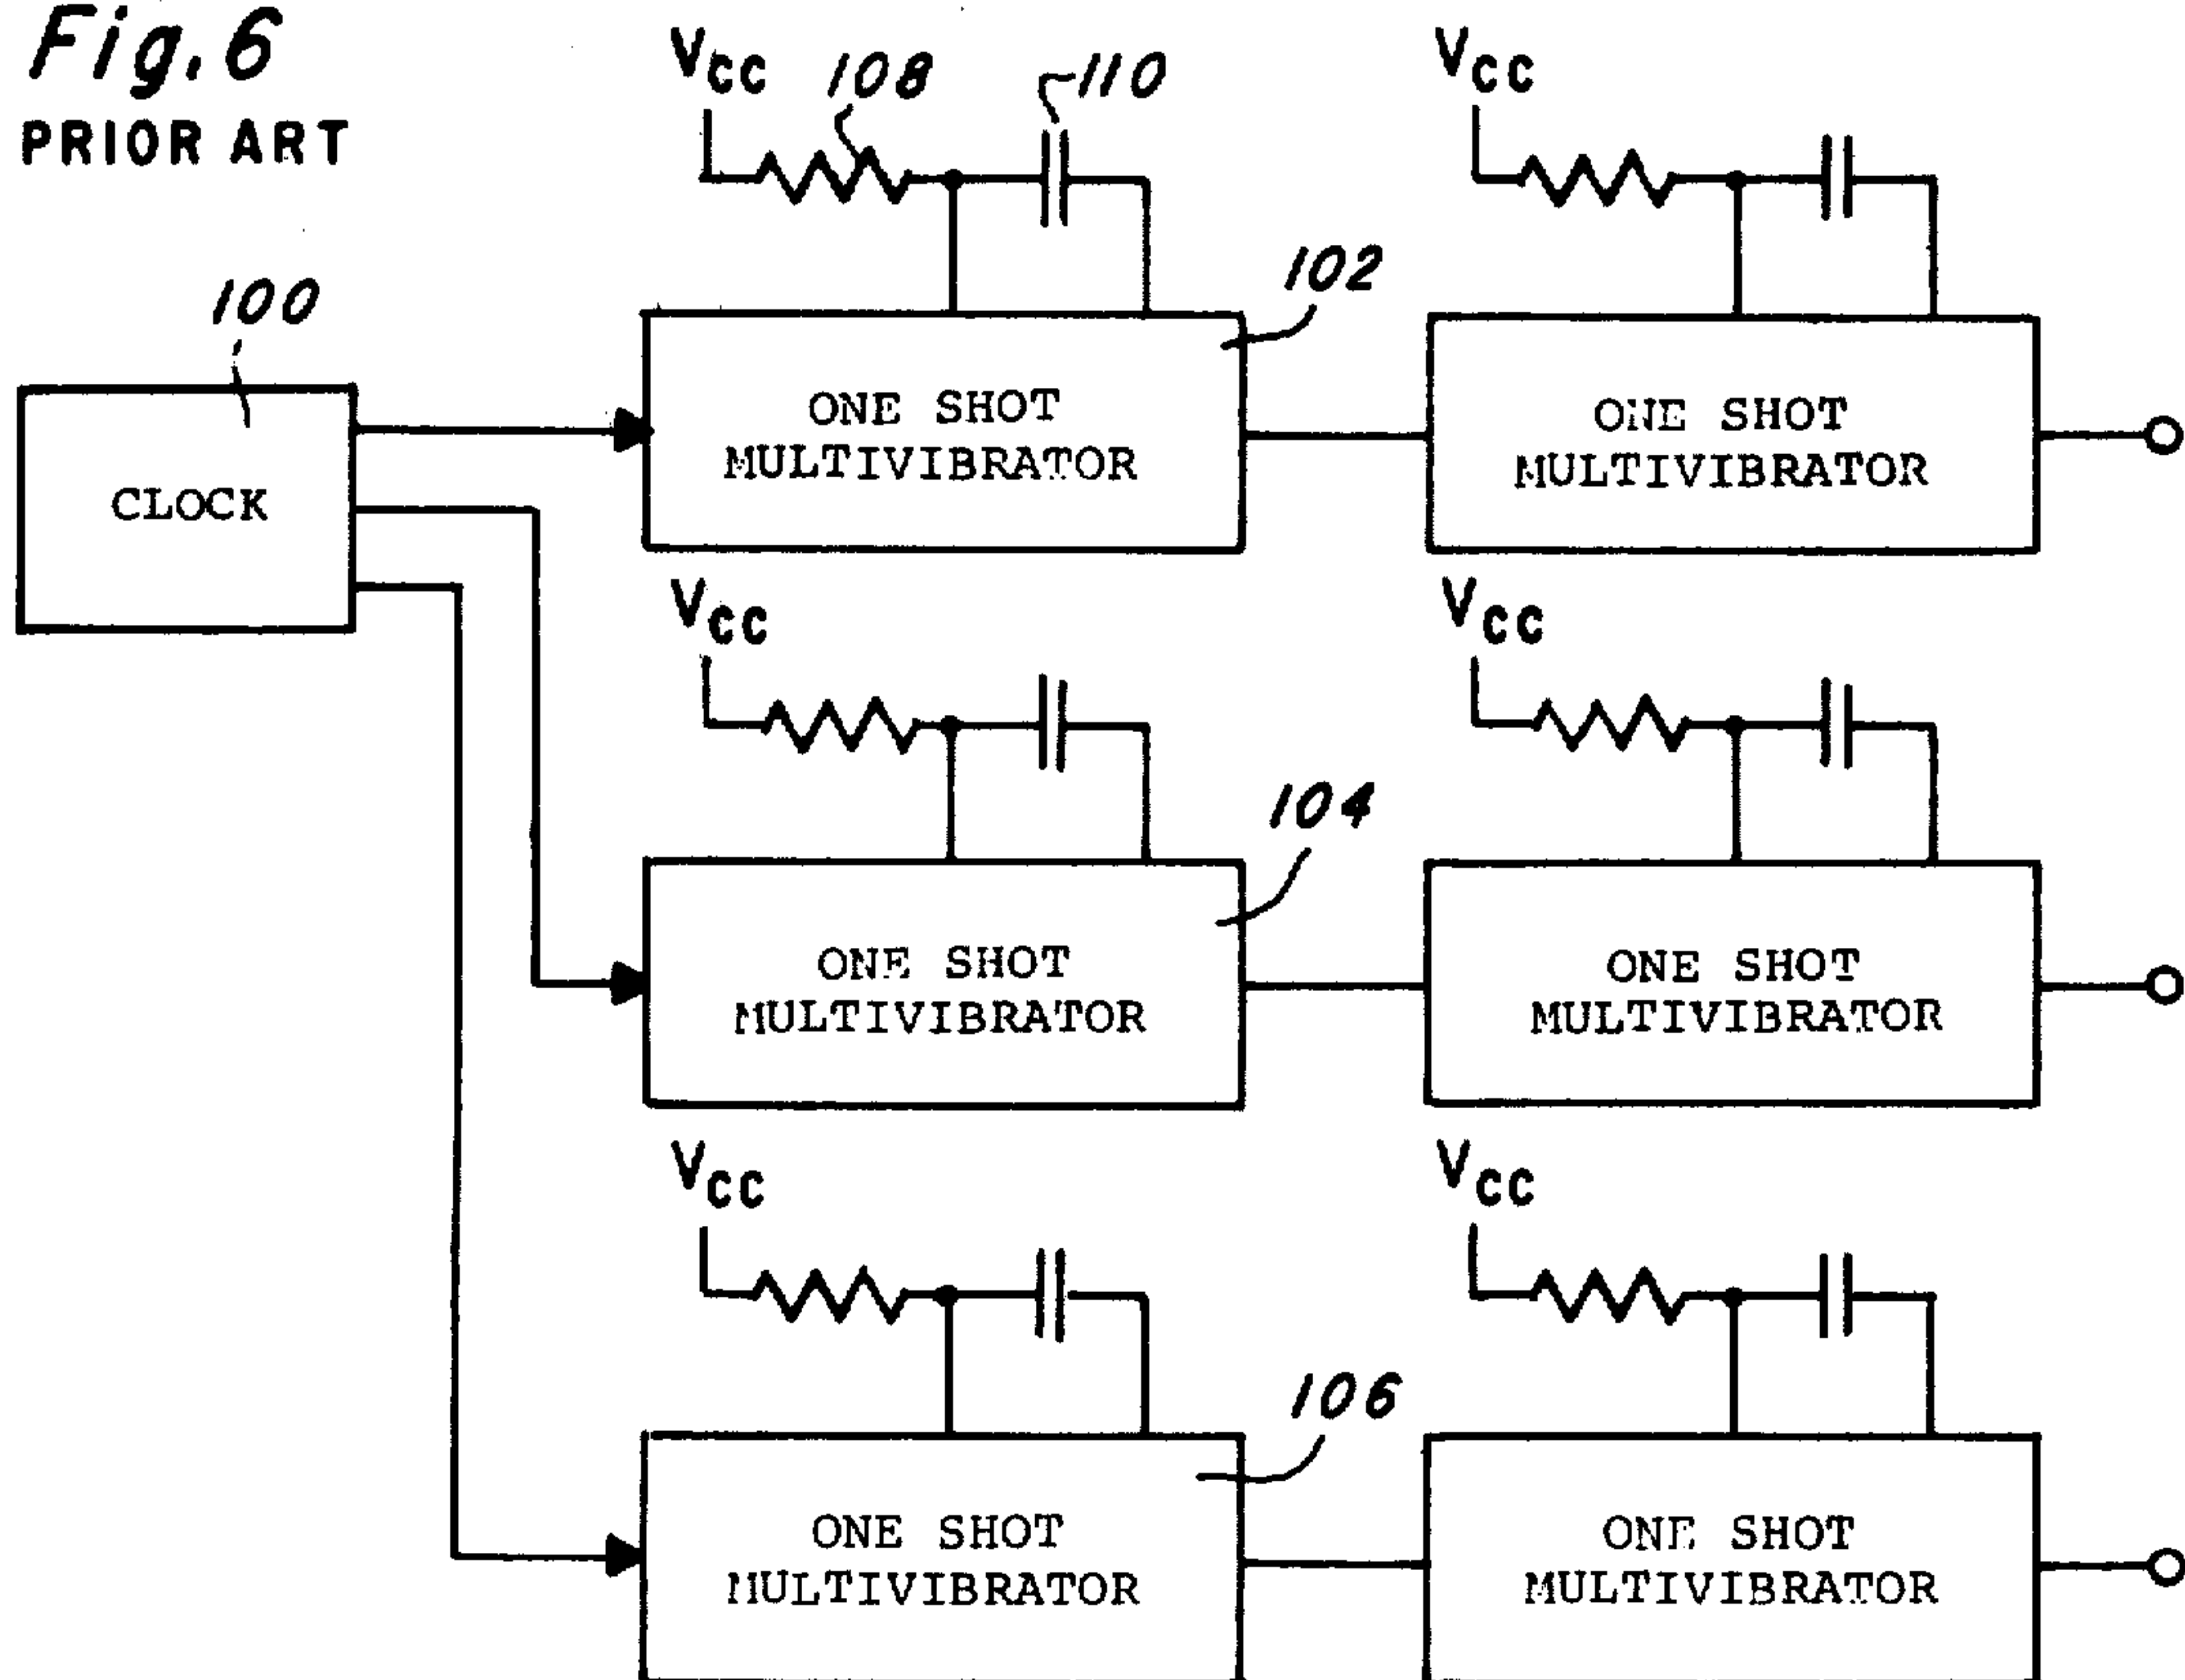 Fig. 6
PRIOR ART
VCC
108
110
VCC
100
102
CLOCK
ONE SHOT
MULTIVIBRATOR
ONE SHOT
MULTIVIBRATOR
VCC
VCC
104
ONE SHOT
MULTIVIBRATOR
ONE SHOT
MULTIVIBRATOR
VCC
VCC
106
ONE SHOT
MULTIVIBRATOR
ONE SHOT
MULTIVIBRATOR